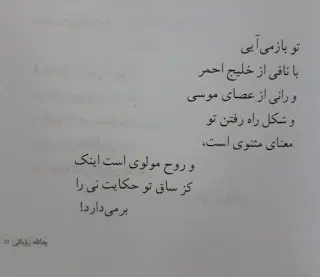 تو بازمی‌آیی
با نافی از خلیج احمر
و رانی از عصای موسی
و شکل راه رفتن تو
معنای مثنوی است،
و روح مولوی است اینک
کز ساق تو حکایت نی را
برمی‌دارد!
یدالله رؤیائی